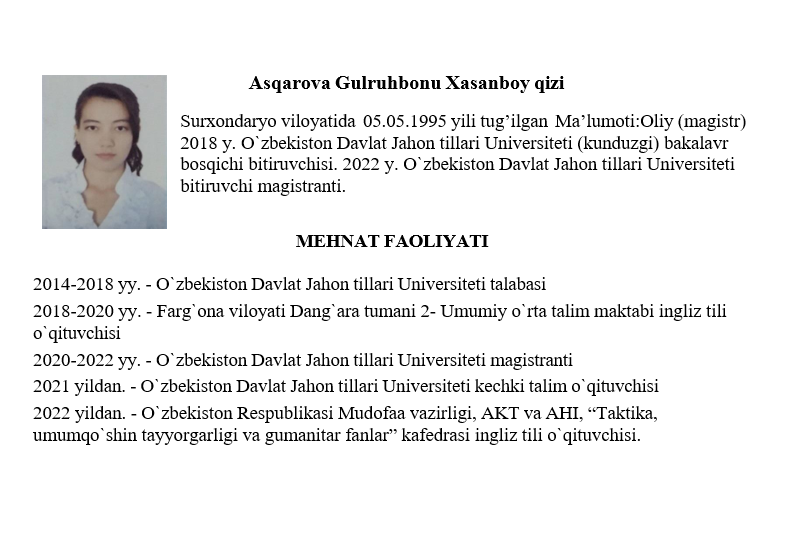 Asqarova Gulruhbonu Xasanboy qizi
Surxondaryo viloyatida 05.05.1995 yili tug’ilgan Ma’lumoti:Oliy (magistr)
2018 y. O`zbekiston Davlat Jahon tillari Universiteti (kunduzgi) bakalavr
bosqichi bitiruvchisi. 2022 y. O`zbekiston Davlat Jahon tillari Universiteti
bitiruvchi magistranti.
MEHNAT FAOLIYATI
2014-2018 yy. - O`zbekiston Davlat Jahon tillari Universiteti talabasi
2018-2020 yy. - Farg`ona viloyati Dang`ara tumani 2- Umumiy o`rta talim maktabi ingliz tili
o`qituvchisi
2020-2022 yy. - O`zbekiston Davlat Jahon tillari Universiteti magistranti
2021 yildan. - O`zbekiston Davlat Jahon tillari Universiteti kechki talim o`qituvchisi
2022 yildan. - O`zbekiston Respublikasi Mudofaa vazirligi, AKT va AHI, “Taktika,
umumqo`shin tayyorgarligi va gumanitar fanlar” kafedrasi ingliz tili o`qituvchisi.